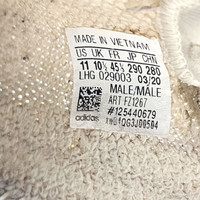 MADE IN VIETNAM
US UK FR JP CHN
11 10½ 45⅓ 290 280
LHG 029003 03/20
MALE/MÂLE
ART FZ1267
#125440679
adidas